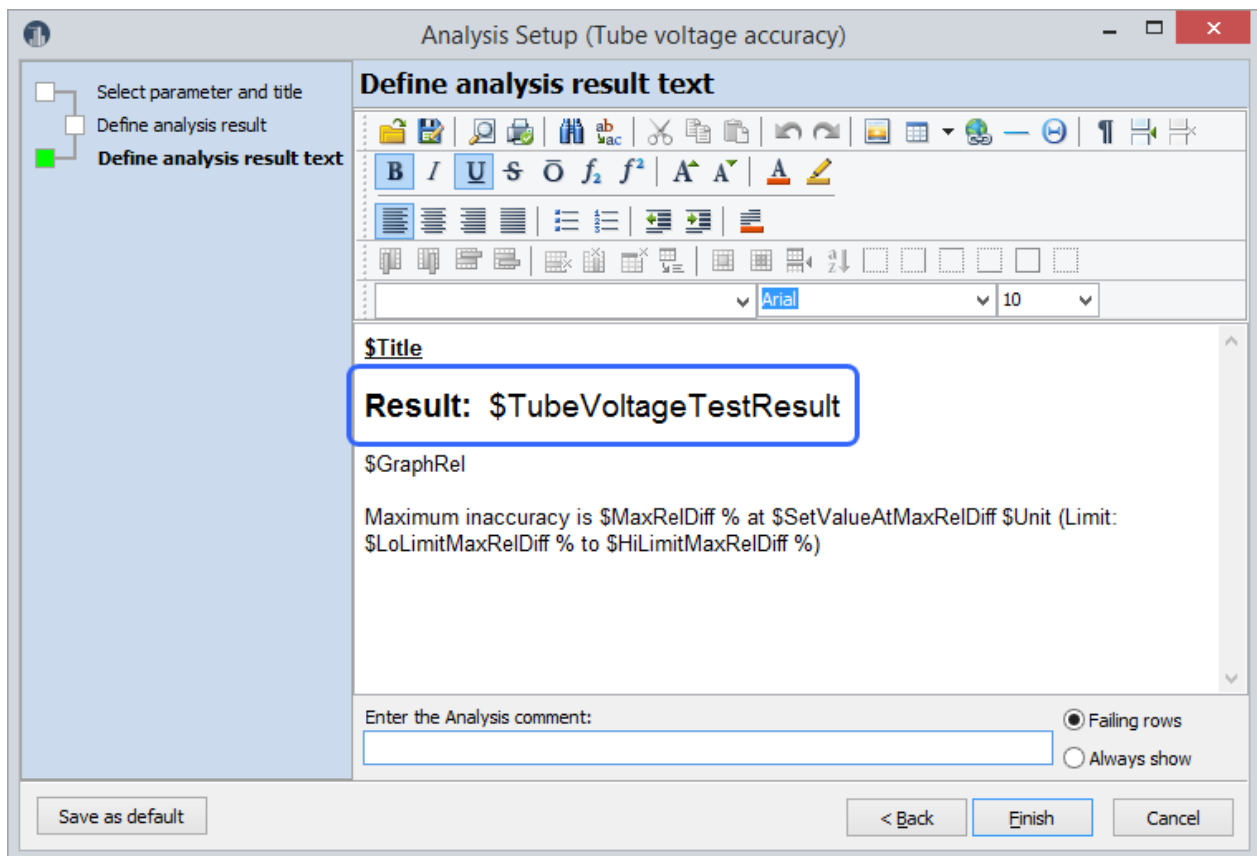 Analysis Setup (Tube voltage accuracy)
Select parameter and title
Define analysis result
Define analysis result text
Define analysis result text
Arial
10
$Title
Result: $TubeVoltageTestResult
$GraphRel
Maximum inaccuracy is $MaxRelDiff % at $SetValueAtMaxRelDiff $Unit (Limit:
$LoLimitMaxRelDiff % to $HiLimitMaxRelDiff %)
Enter the Analysis comment:
Failing rows
Always show
Save as default
< Back
Finish
Cancel